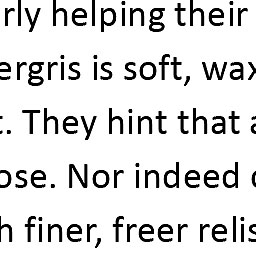 rly helping their
ergris is soft, wax
. They hint that a
ose. Nor indeed
h finer, freer relis